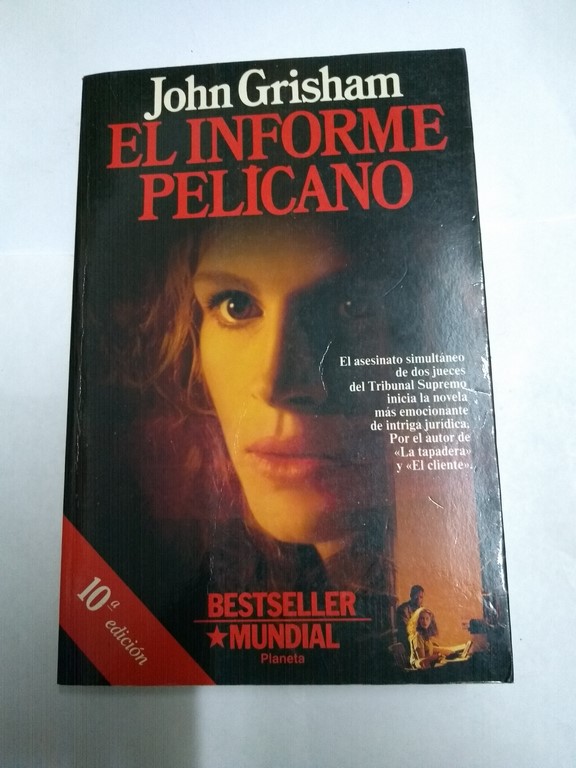 John Grisham
EL INFORME
PELÍCANO
El asesinato simultáneo
de dos jueces
del Tribunal Supremo
inicia la novela
más emocionante
de intriga jurídica.
Por el autor de
«La tapadera»
y «El cliente».
10ª
edición
BESTSELLER
★MUNDIAL
Planeta